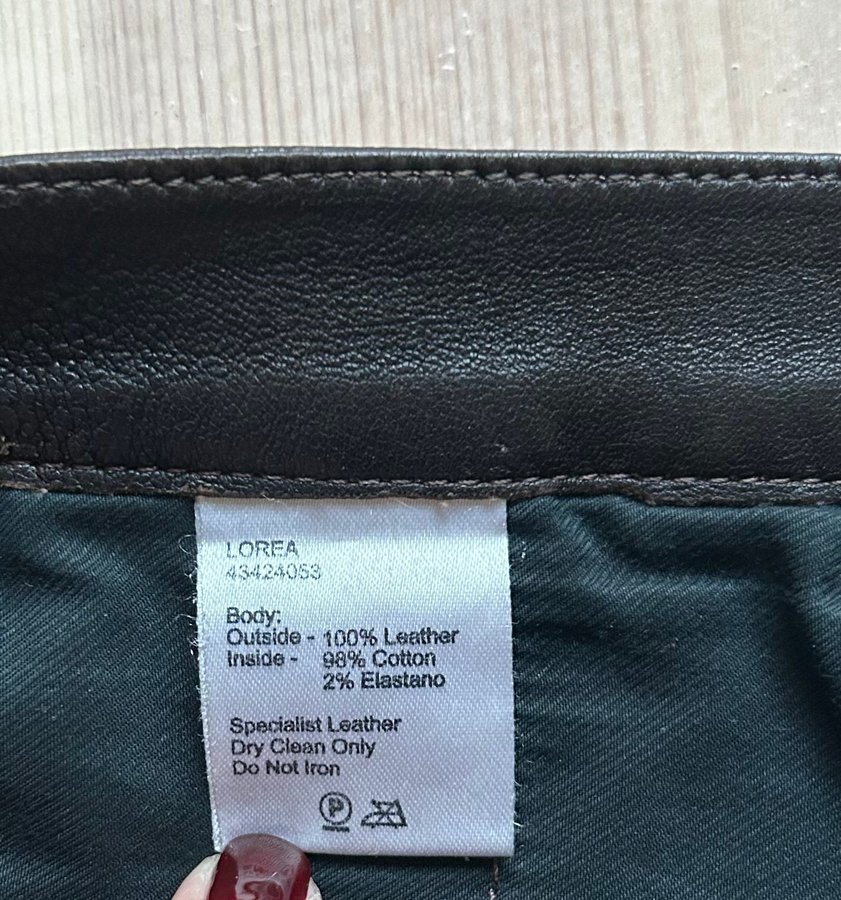 LOREA
43424053
Body:
Outside - 100% Leather
Inside - 98% Cotton
2% Elastano
Specialist Leather
Dry Clean Only
Do Not Iron
P